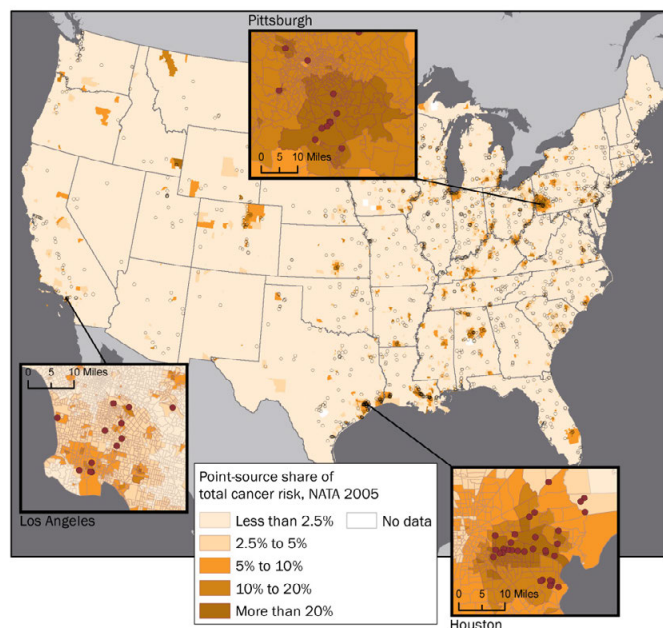 Pittsburgh
0 5 10 Miles
0 5 10 Miles
Los Angeles
Point-source share of
total cancer risk, NATA 2005
Less than 2.5%
No data
2.5% to 5%
5% to 10%
10% to 20%
More than 20%
0 5 10 Miles
Houston